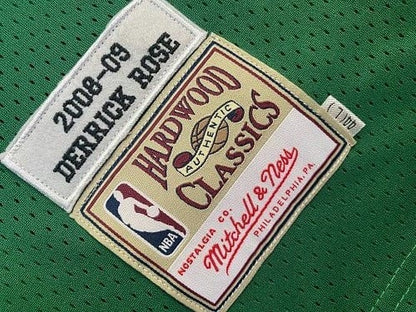 2008-09
DERRICK ROSE
HARDWOOD
AUTHENTIC
CLASSICS
NBA
NOSTALGIA CO.
Mitchell & Ness
PHILADELPHIA, PA.